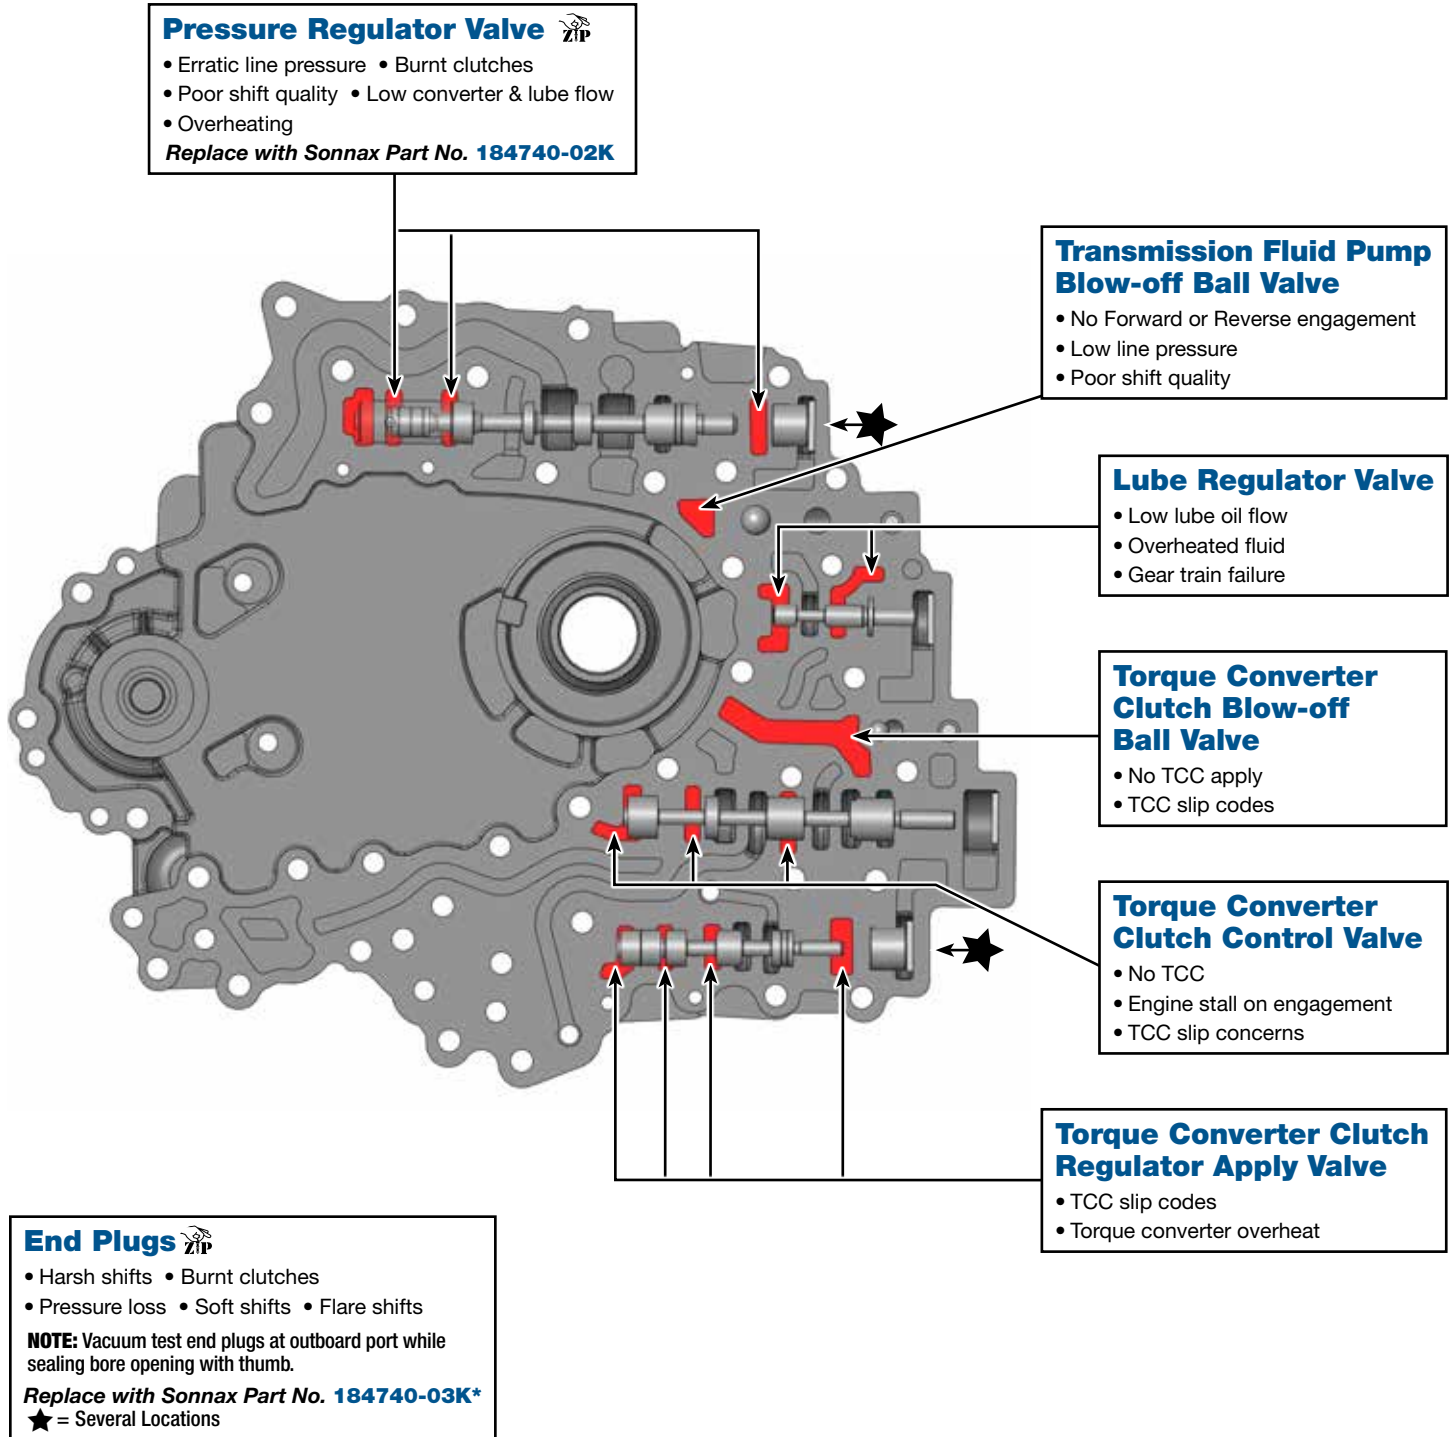 Pressure Regulator Valve ZIP
• Erratic line pressure • Burnt clutches
• Poor shift quality • Low converter & lube flow
• Overheating
Replace with Sonnax Part No. 184740-02K
Transmission Fluid Pump
Blow-off Ball Valve
• No Forward or Reverse engagement
• Low line pressure
• Poor shift quality
Lube Regulator Valve
• Low lube oil flow
• Overheated fluid
• Gear train failure
Torque Converter
Clutch Blow-off
Ball Valve
• No TCC apply
• TCC slip codes
Torque Converter
Clutch Control Valve
• No TCC
• Engine stall on engagement
• TCC slip concerns
Torque Converter Clutch
Regulator Apply Valve
• TCC slip codes
• Torque converter overheat
End Plugs ZIP
• Harsh shifts • Burnt clutches
• Pressure loss • Soft shifts • Flare shifts
NOTE: Vacuum test end plugs at outboard port while
sealing bore opening with thumb.
Replace with Sonnax Part No. 184740-03K*
★ = Several Locations